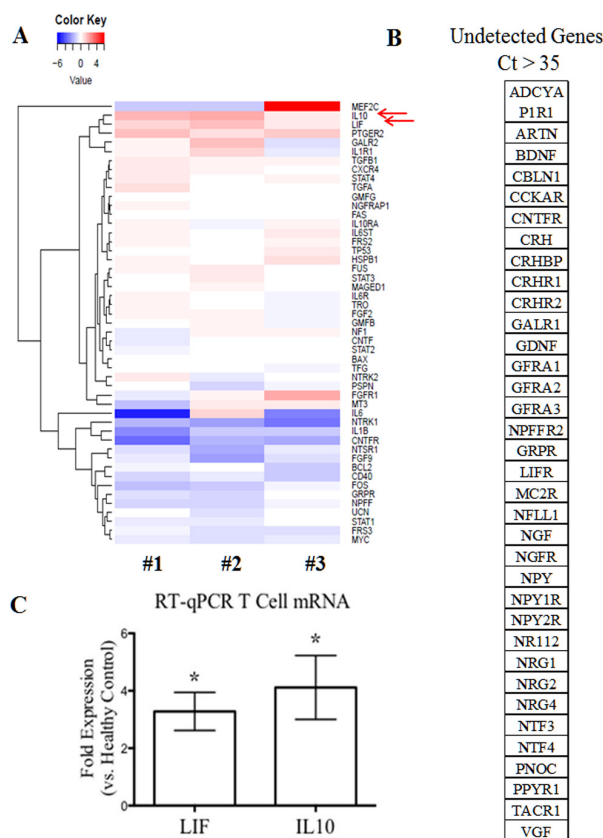 A
Color Key
-6 0 4
Value
MEF2C
IL10
LIF
PTGER2
GALR2
IL1R1
TGFB1
CXCR4
STAT4
TGFA
GMFG
NGFRAP1
FAS
IL10RA
IL6ST
FRS2
TP53
HSPB1
FUS
STAT3
MAGED1
IL6R
TRO
FGF2
GMFB
NF1
CNTF
STAT2
BAX
TFG
NTRK2
PSPN
FGFR1
MT3
IL6
NTRK1
IL1B
CNTFR
NTSR1
FGF9
BCL2
CD40
FOS
GRPR
NPFF
UCN
STAT1
FRS3
MYC
#1 #2 #3
B
Undetected Genes
Ct > 35
ADCYA
P1R1
ARTN
BDNF
CBLN1
CCKAR
CNTFR
CRH
CRHBP
CRHR1
CRHR2
GALR1
GDNF
GFRA1
GFRA2
GFRA3
NPFFR2
GRPR
LIFR
MC2R
NFLL1
NGF
NGFR
NPY
NPY1R
NPY2R
NR112
NRG1
NRG2
NRG4
NTF3
NTF4
PNOC
PPYR1
TACR1
VGF
C
RT-qPCR T Cell mRNA
Fold Expression
(vs. Healthy Control)
6
4
2
0
* *
LIF IL10